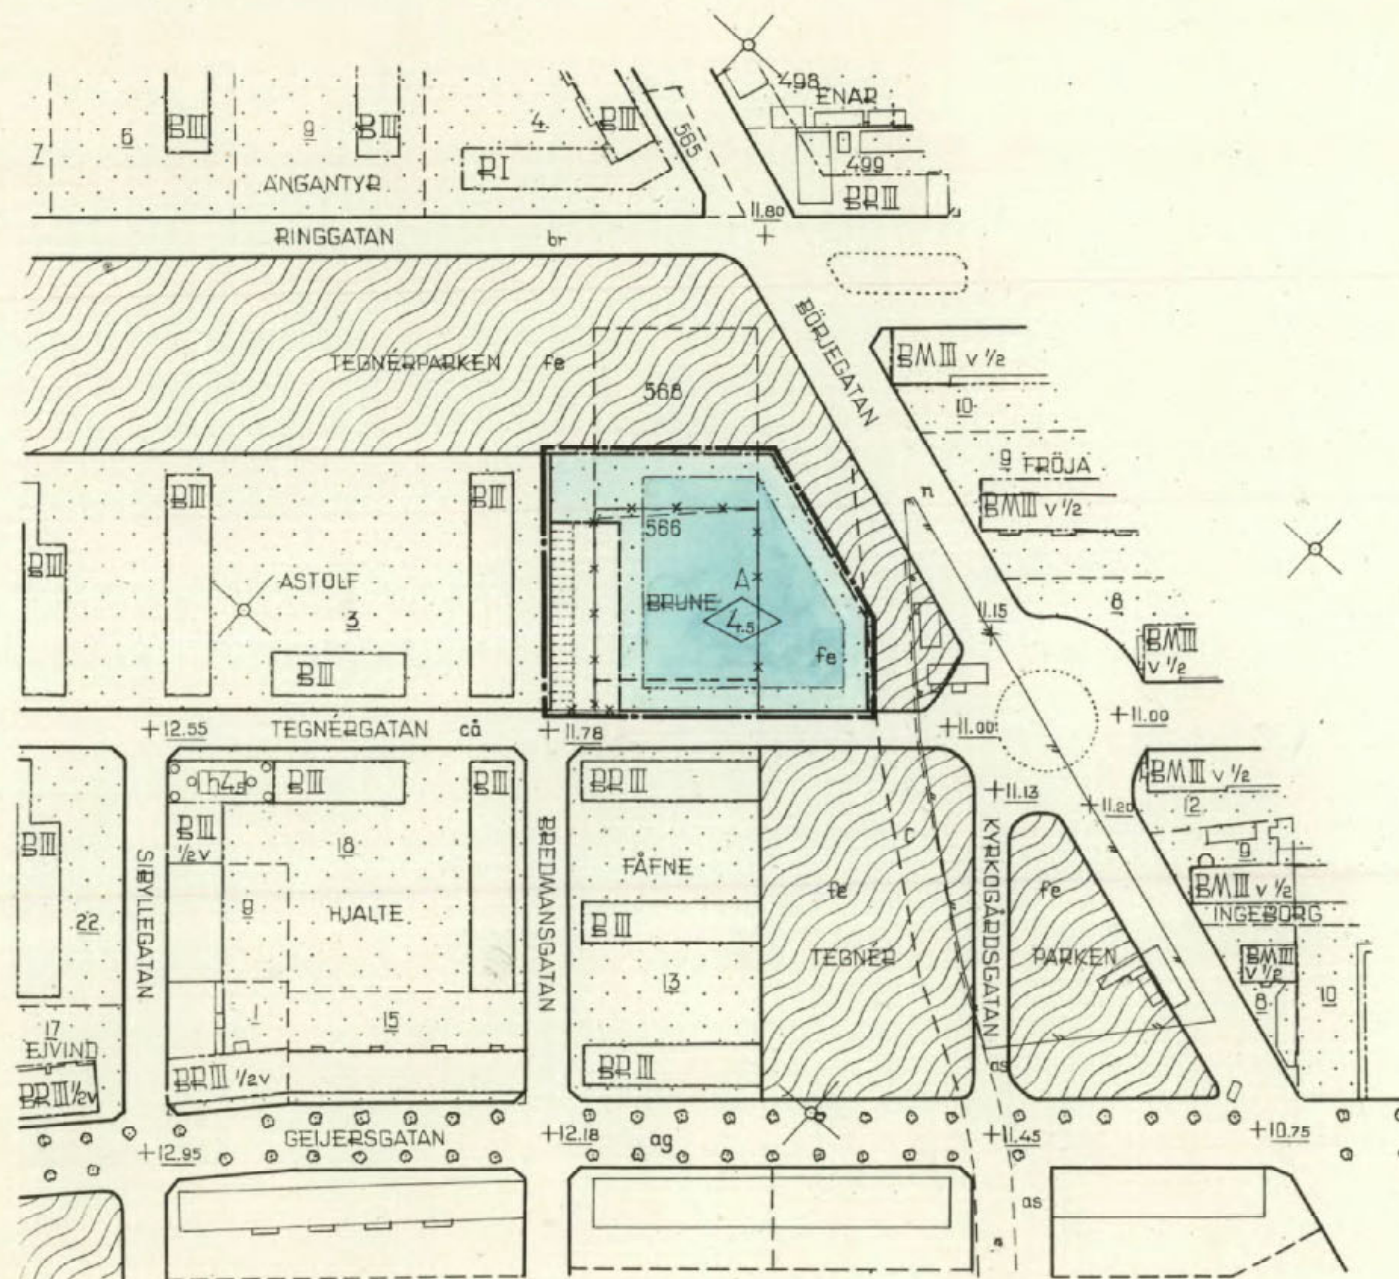 498
ENAR
6
BIII
9
BIII
4
BIII
565
Z
ANGANTYR
RI
499
BRIII
11.80
RINGGATAN
br
BÖRJEGATAN
TEGNÉRPARKEN
fe
568
BMIII v 1/2
10
9
FRÖJA
BMIII v 1/2
n
BIII
BIII
566
BIII
ASTOLF
3
A
BRUNE
4.5
fe
BIII
11.15
8
BMIII
v 1/2
+12.55
TEGNÉRGATAN
cå
+11.78
+11.00
+11.00
h4.5
BIII
BIII
BRIII
+11.13
+11.20
BMIII v 1/2
12
BIII
BIII
1/2v
18
BREDMANSGATAN
FÅFNE
r
KYRKOGÅRDSGATAN
9
SIBYLLEGATAN
22
9
HJALTE
BIII
fe
fe
BMIII v 1/2
INGEBORG
TEGNÉR
PARKEN
BMIII
v 1/2
13
8
10
17
EJVIND
1
15
BRIII 1/2v
BRIII 1/2v
BRIII
as
GEIJERSGATAN
+12.95
+12.18
ag
+11.45
+10.75
as
s